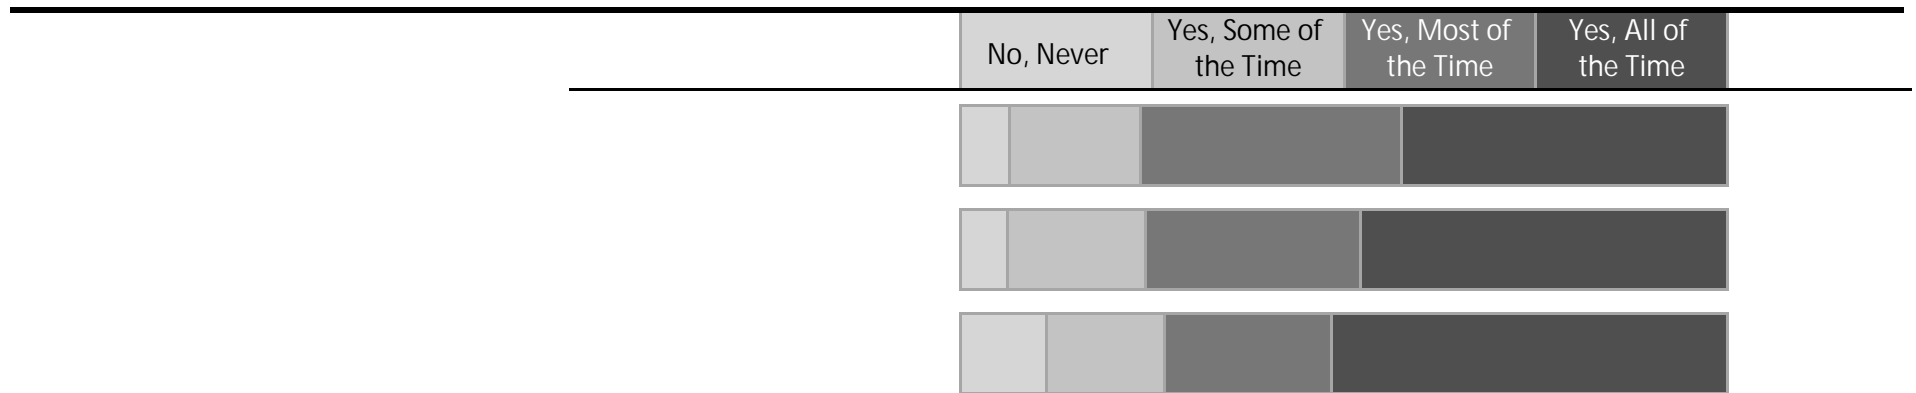 No, Never
Yes, Some of
the Time
Yes, Most of
the Time
Yes, All of
the Time